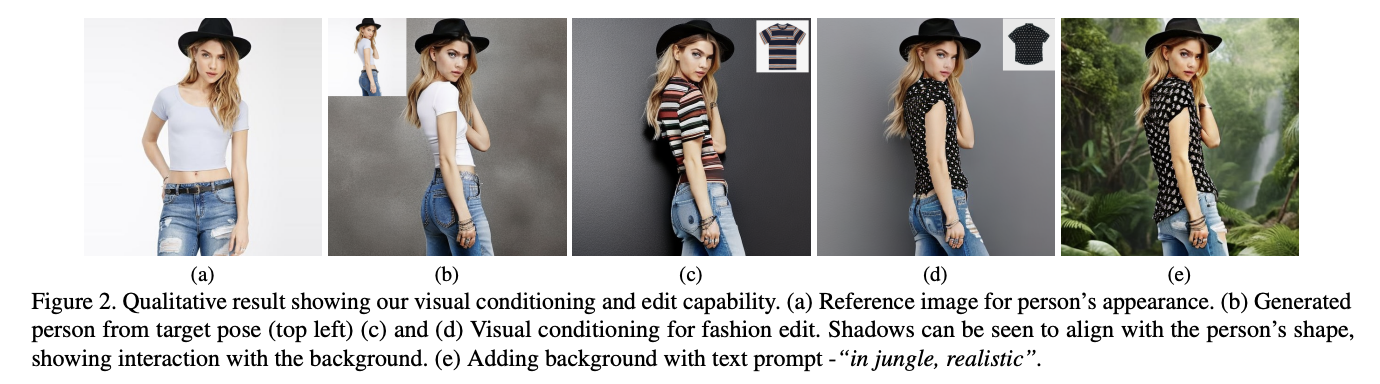 (a)
(b)
(c)
(d)
(e)
Figure 2. Qualitative result showing our visual conditioning and edit capability. (a) Reference image for person's appearance. (b) Generated
person from target pose (top left) (c) and (d) Visual conditioning for fashion edit. Shadows can be seen to align with the person's shape,
showing interaction with the background. (e) Adding background with text prompt -“in jungle, realistic”.